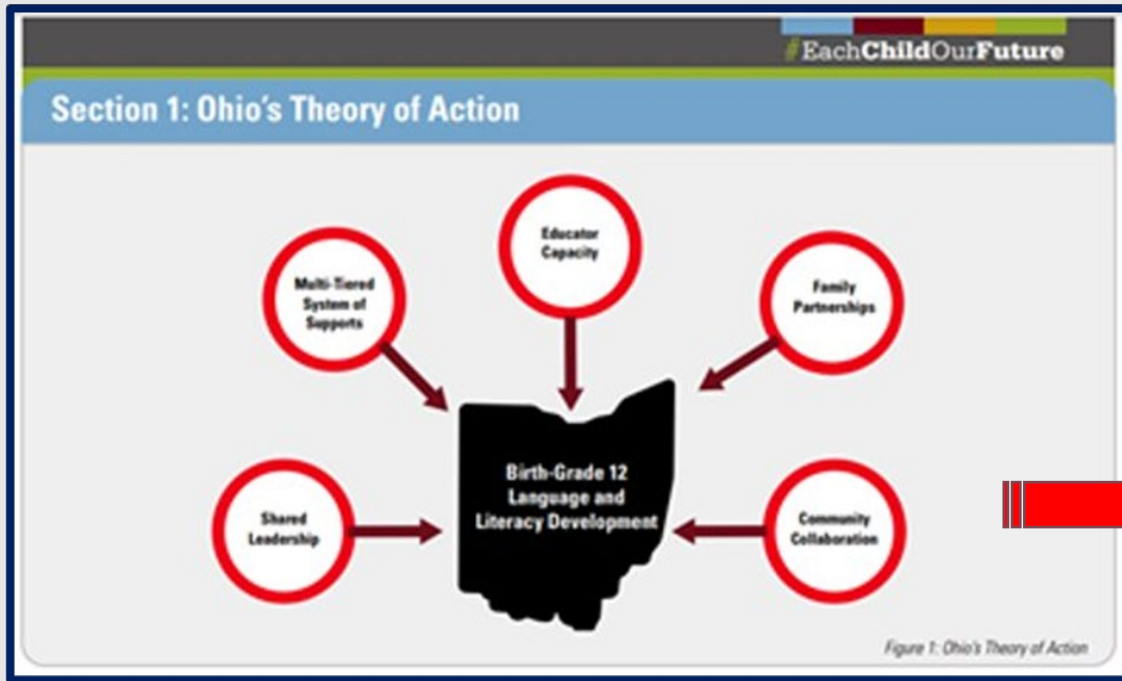 #EachChildOurFuture
Section 1: Ohio's Theory of Action
Educator
Capacity
Multi-Tiered
System of
Supports
Family
Partnerships
Birth-Grade 12
Language and
Literacy Development
Shared
Leadership
Community
Collaboration
Figure 1: Ohio's Theory of Action